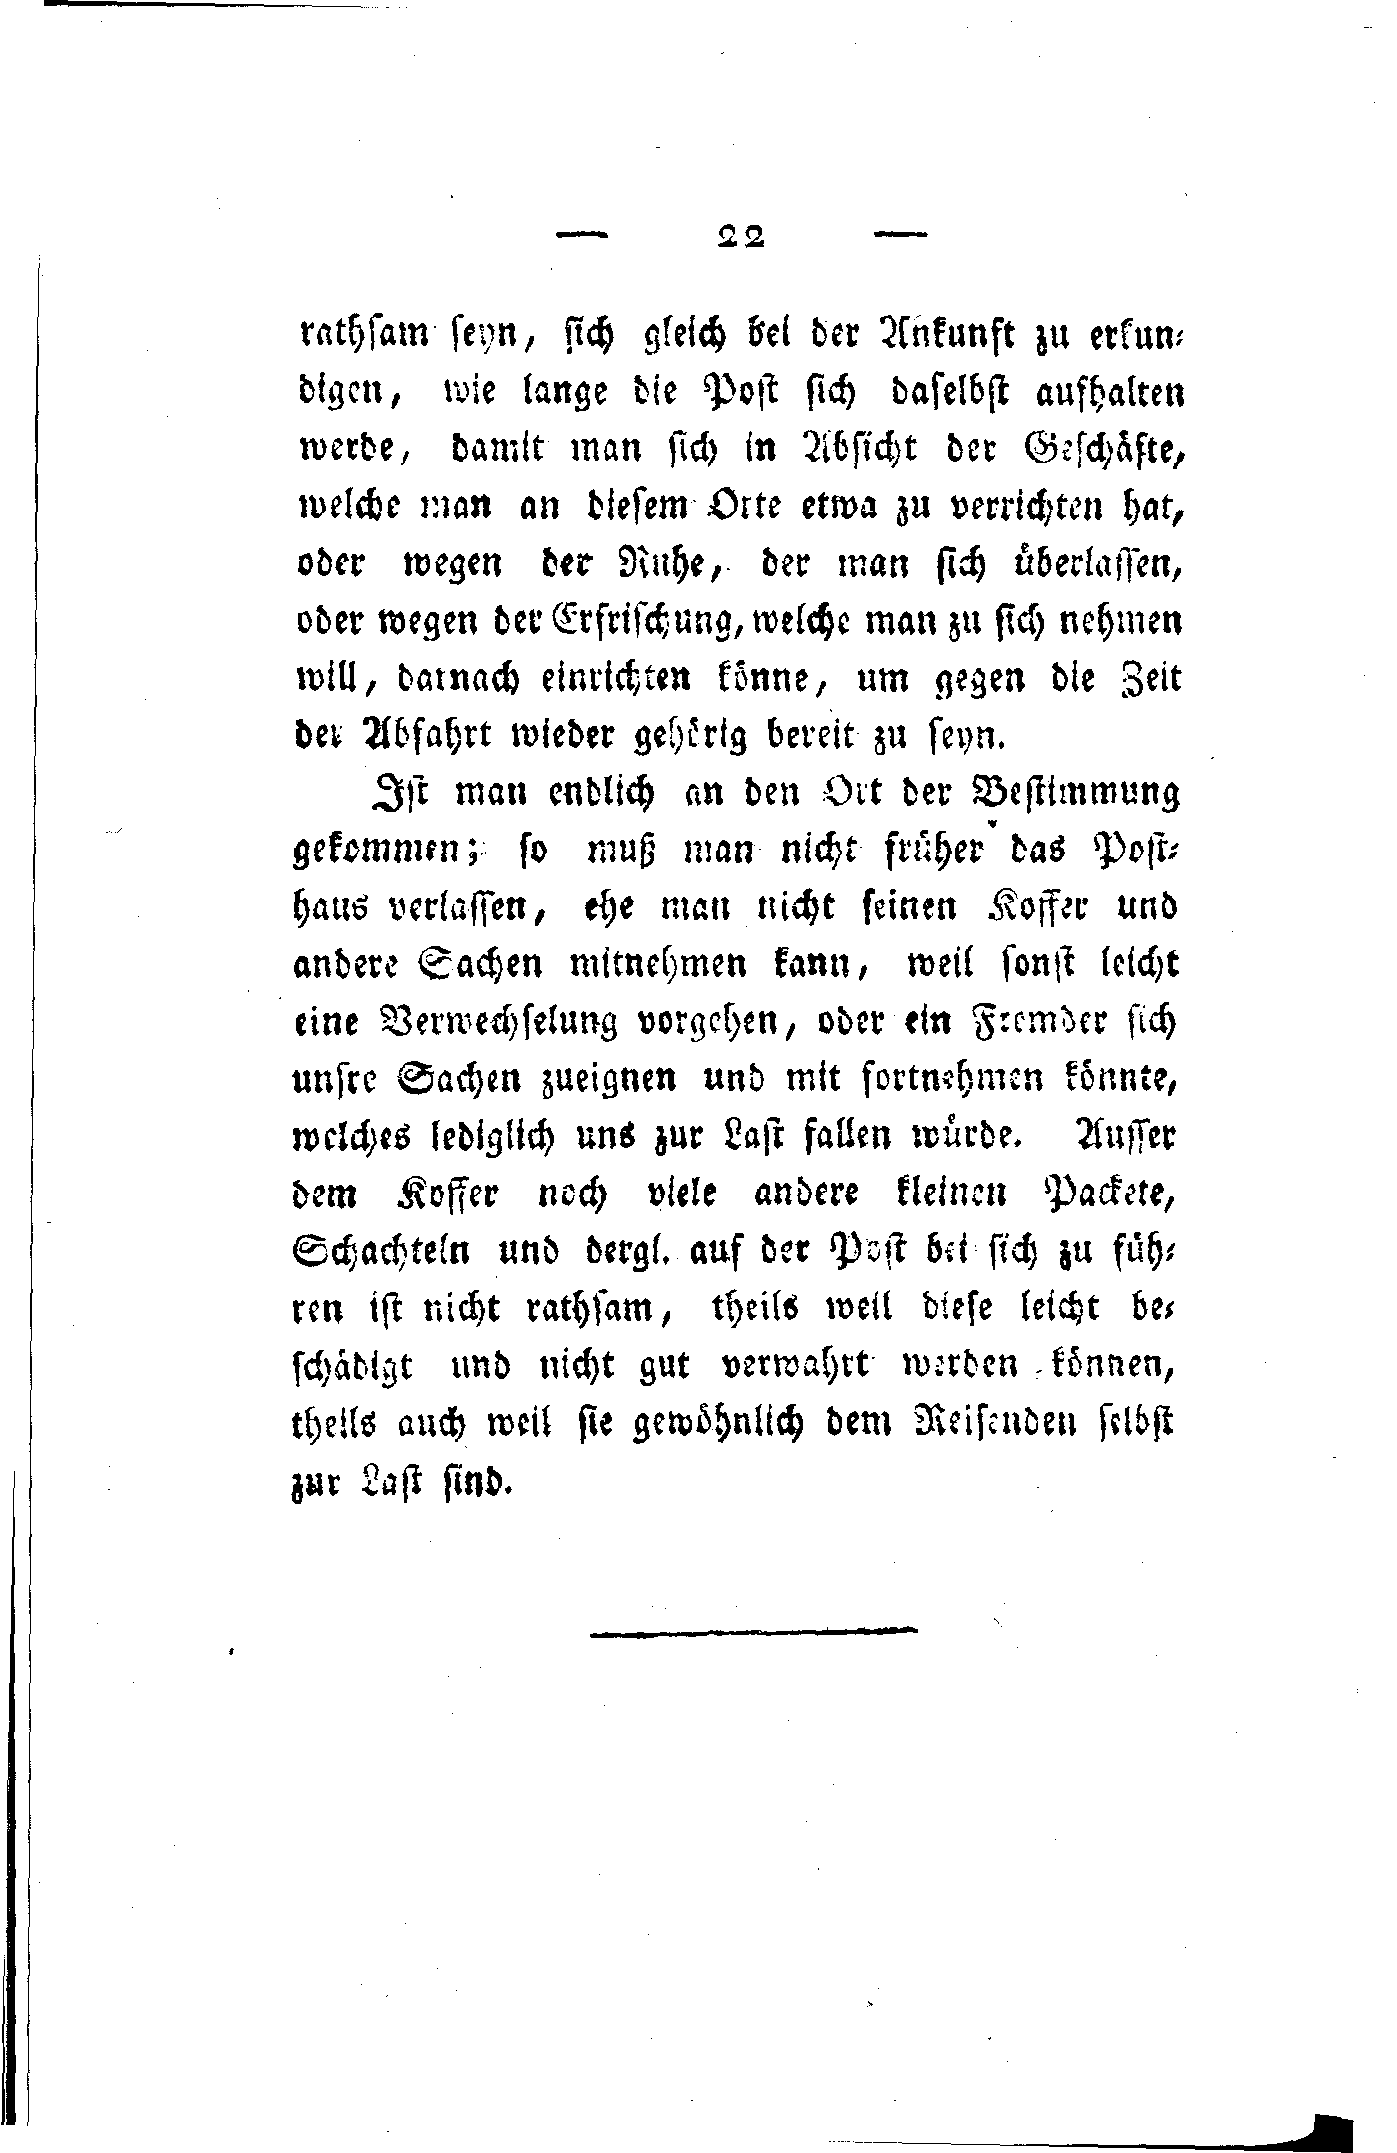 — 22 —
rathsam seyn, sich gleich bei der Ankunft zu erkun-
digen, wie lange die Post sich daselbst aufhalten
werde, damit man sich in Absicht der Geschäfte,
welche man an diesem Orte etwa zu verrichten hat,
oder wegen der Ruhe, der man sich überlassen,
oder wegen der Erfrischung, welche man zu sich nehmen
will, darnach einrichten könne, um gegen die Zeit
der Abfahrt wieder gehörig bereit zu seyn.
Ist man endlich an den Ort der Bestimmung
gekommen; so muß man nicht früher das Post-
haus verlassen, ehe man nicht seinen Koffer und
andere Sachen mitnehmen kann, weil sonst leicht
eine Verwechselung vorgehen, oder ein Fremder sich
unsre Sachen zueignen und mit fortnehmen könnte,
welches lediglich uns zur Last fallen würde. Ausser
dem Koffer noch viele andere kleinen Packete,
Schachteln und dergl. auf der Post bei sich zu füh-
ren ist nicht rathsam, theils weil diese leicht be-
schädigt und nicht gut verwahrt werden können,
theils auch weil sie gewöhnlich dem Reisenden selbst
zur Last sind.